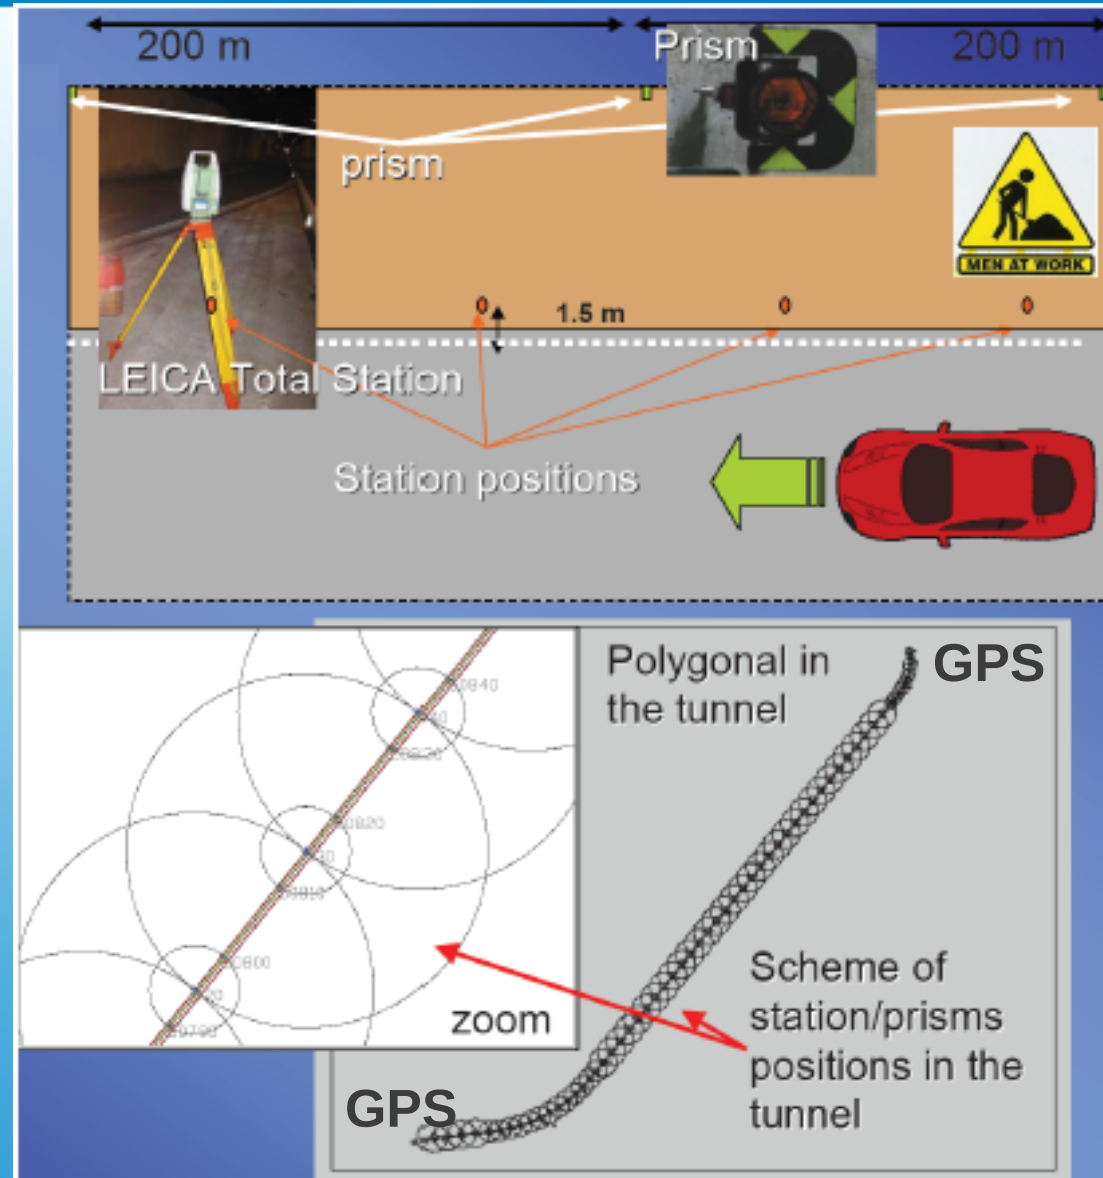 200 m
Prism
200 m
prism
MEN AT WORK
1.5 m
LEICA Total Station
Station positions
Polygonal in
the tunnel
GPS
0840
0820
0810
0800
zoom
Scheme of
station/prisms
positions in the
tunnel
GPS